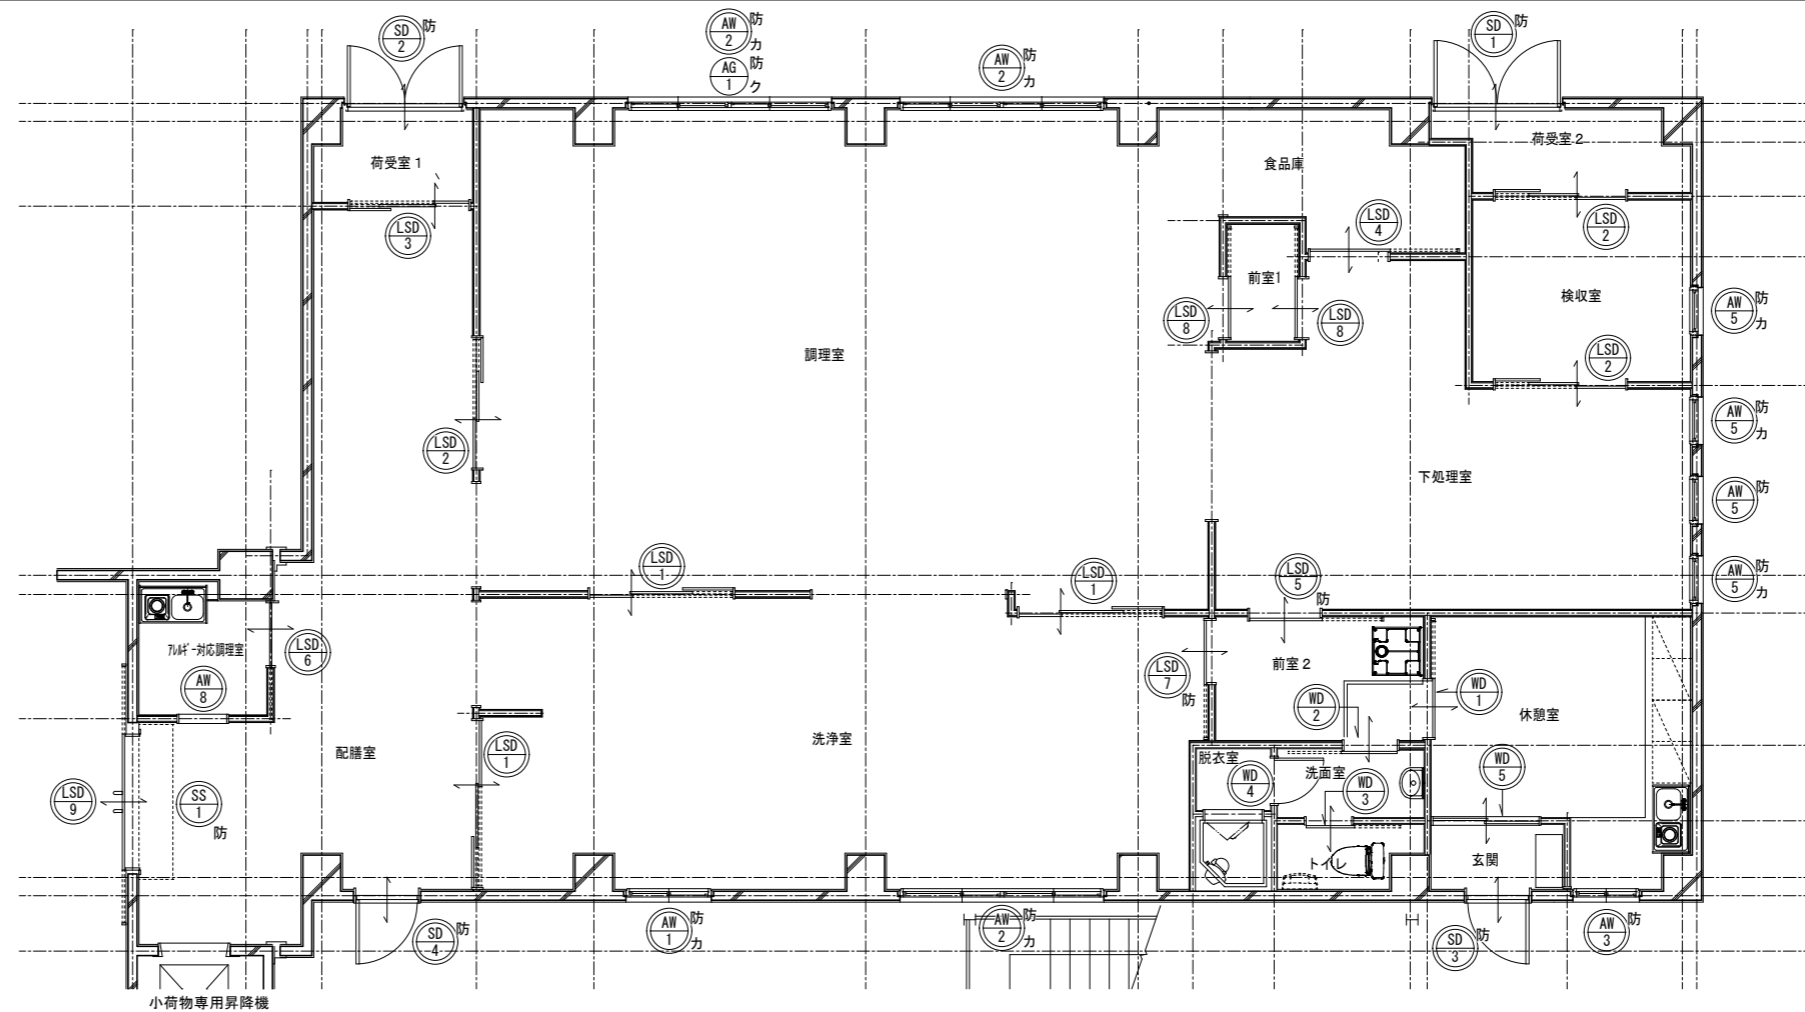 SD 2 防
AW 2 防 カ
AG 1 防 ク
AW 2 防 カ
SD 1 防
荷受室1
食品庫
荷受室2
LSD 3
LSD 4
LSD 2
前室1
検収室
LSD 8
LSD 8
AW 5 防 カ
調理室
LSD 2
AW 5 防 カ
LSD 2
下処理室
AW 5 防
LSD 1
LSD 1
LSD 5 防
AW 5 防 カ
アレルギー対応調理室
LSD 6
前室2
LSD 7 防
AW 8
WD 2
WD 1
休憩室
配膳室
LSD 1
洗浄室
脱衣室
洗面室
WD 4
WD 3
WD 5
LSD 9
SS 1 防
トイレ
玄関
SD 4 防
AW 1 防 カ
AW 2 防 カ
SD 3 防
AW 3 防
小荷物専用昇降機